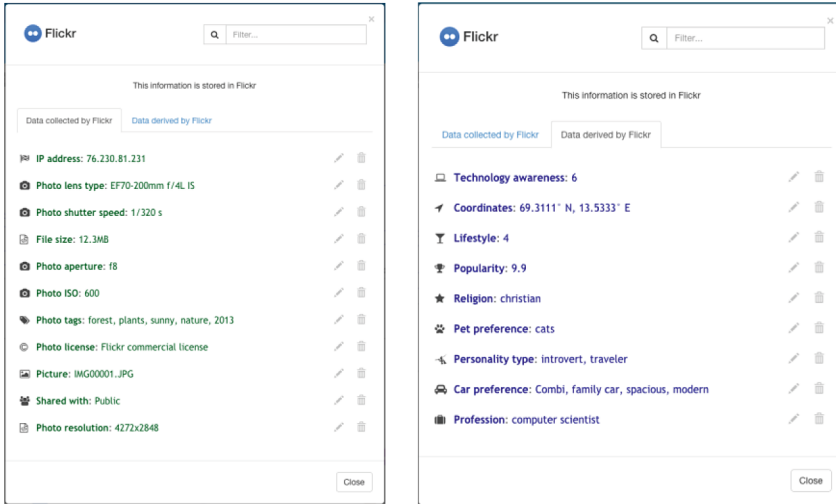 Flickr
Filter...
×
This information is stored in Flickr
Data collected by Flickr
Data derived by Flickr
IP address: 76.230.81.231
Photo lens type: EF70-200mm f/4L IS
Photo shutter speed: 1/320 s
File size: 12.3MB
Photo aperture: f8
Photo ISO: 600
Photo tags: forest, plants, sunny, nature, 2013
© Photo license: Flickr commercial license
Picture: IMG00001.JPG
Shared with: Public
Photo resolution: 4272x2848
Close
Flickr
Filter...
×
This information is stored in Flickr
Data collected by Flickr
Data derived by Flickr
Technology awareness: 6
Coordinates: 69.3111° N, 13.5333° E
Lifestyle: 4
Popularity: 9.9
Religion: christian
Pet preference: cats
Personality type: introvert, traveler
Car preference: Combi, family car, spacious, modern
Profession: computer scientist
Close